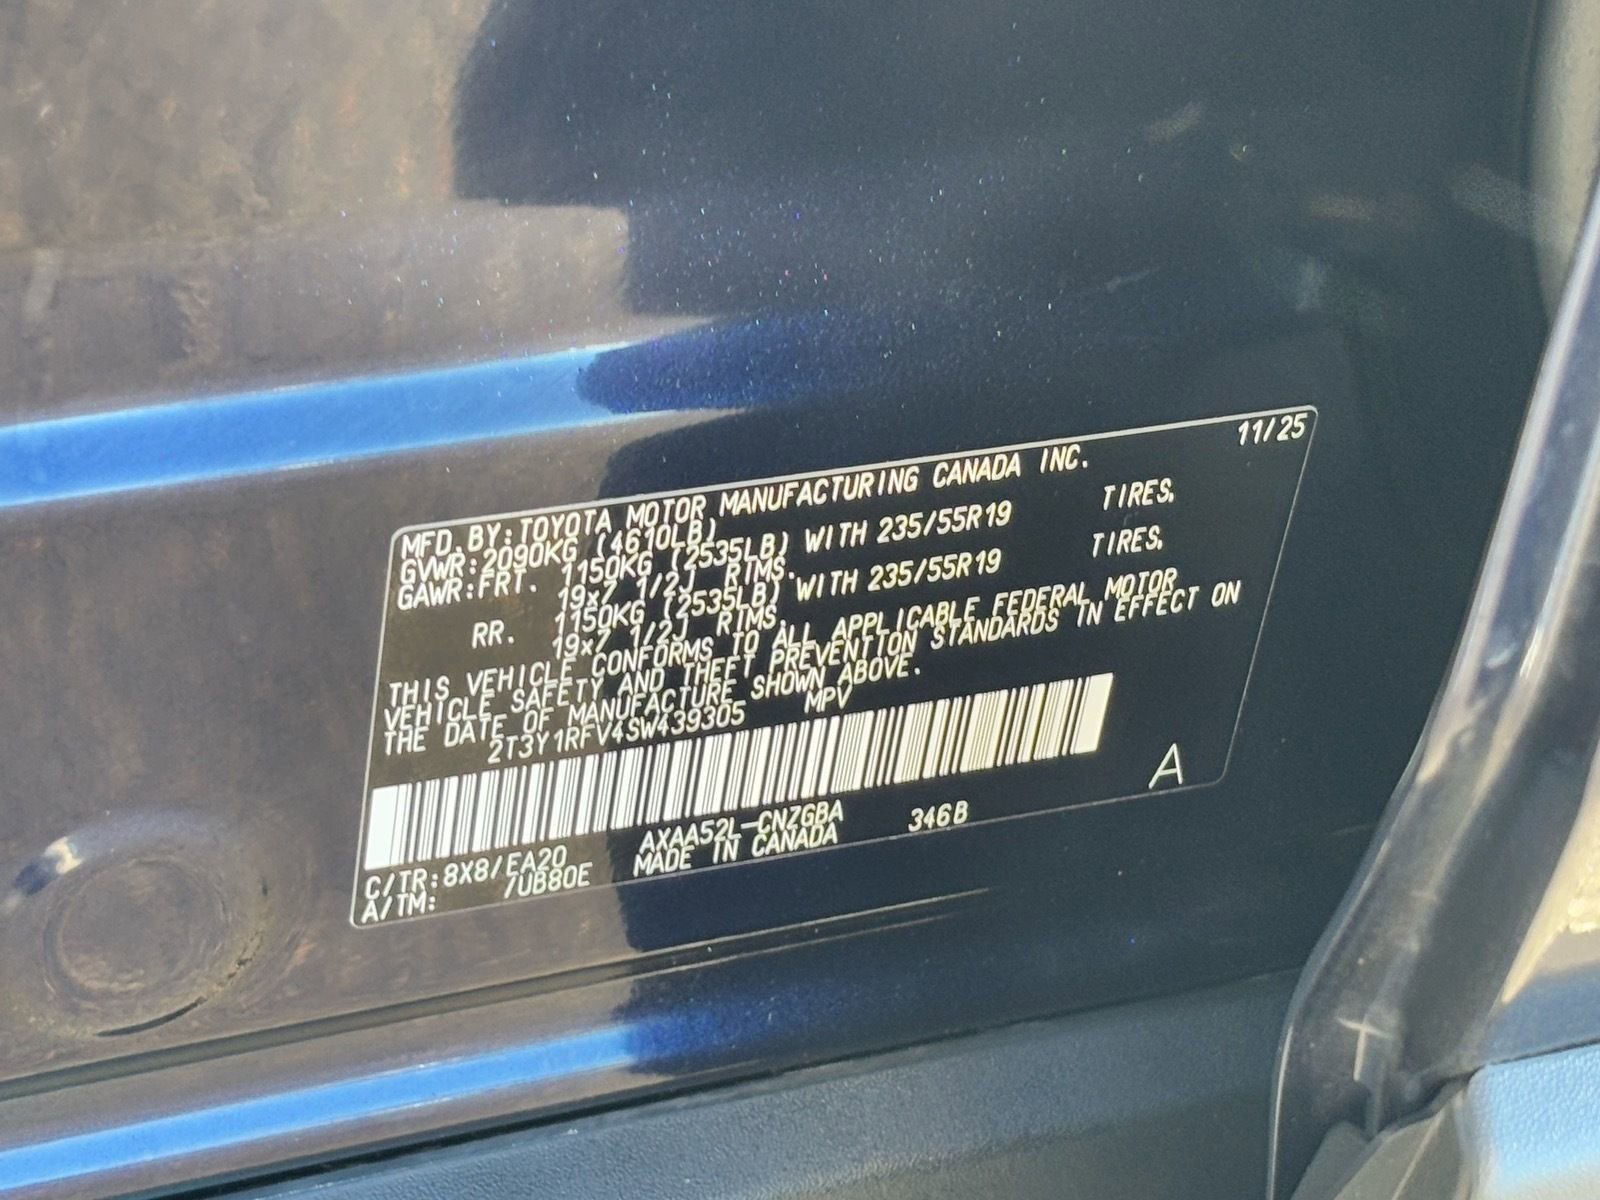 11/25
MFD. BY: TOYOTA MOTOR MANUFACTURING CANADA INC.
GVWR: 2090KG (4610LB)
GAWR: FRT. 1150KG (2535LB) WITH 235/55R19 TIRES,
19x7 1/2J RIMS.
RR. 1150KG (2535LB) WITH 235/55R19 TIRES,
19x7 1/2J RIMS.
THIS VEHICLE CONFORMS TO ALL APPLICABLE FEDERAL MOTOR
VEHICLE SAFETY AND THEFT PREVENTION STANDARDS IN EFFECT ON
THE DATE OF MANUFACTURE SHOWN ABOVE.
2T3Y1RFV4SW439305 MPV
A
C/TR: 8X8/EA20 AXAA52L-CNZGBA 346B
A/TM: /UB80E MADE IN CANADA